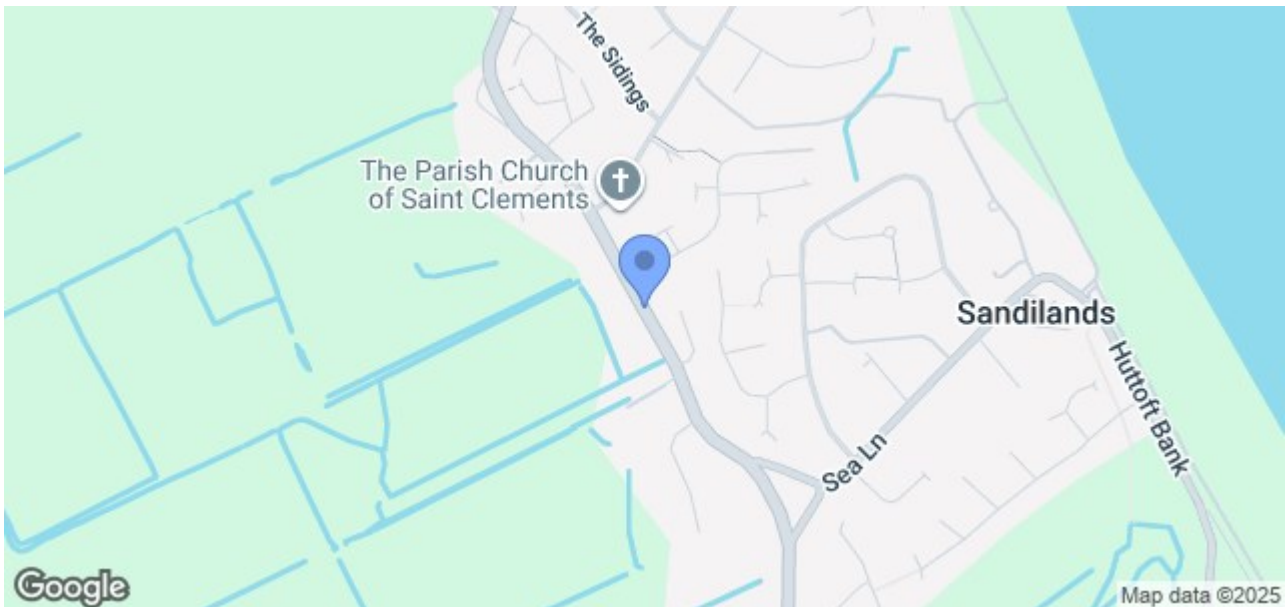 The Sidings
The Parish Church
of Saint Clements
Sandilands
Huttoft Bank
Sea Ln
Google
Map data ©2025